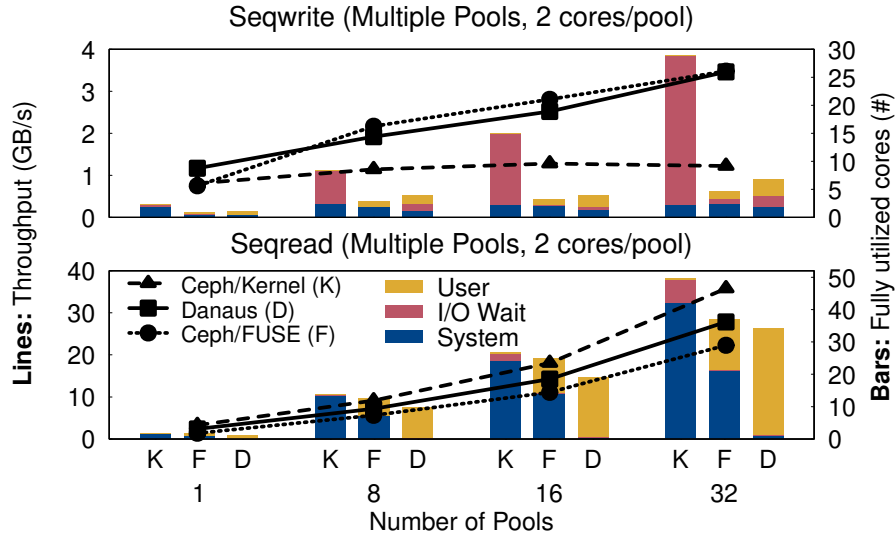 Seqwrite (Multiple Pools, 2 cores/pool)
4
3
2
1
0
30
25
20
15
10
5
0
Lines: Throughput (GB/s)
Bars: Fully utilized cores (#)
Seqread (Multiple Pools, 2 cores/pool)
40
30
20
10
0
50
40
30
20
10
0
Ceph/Kernel (K)
Danaus (D)
Ceph/FUSE (F)
User
I/O Wait
System
K F D K F D K F D K F D
1 8 16 32
Number of Pools